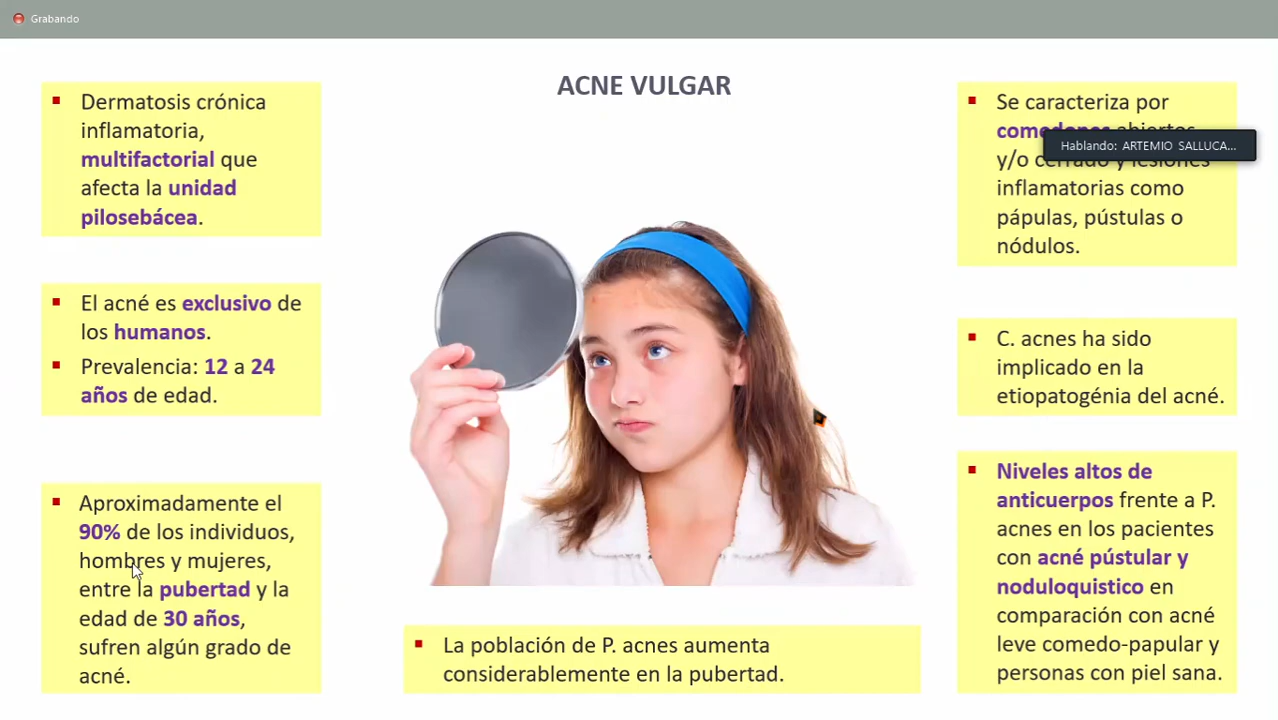 Grabando
ACNE VULGAR
Dermatosis crónica
inflamatoria,
multifactorial que
afecta la unidad
pilosebácea.
El acné es exclusivo de
los humanos.
Prevalencia: 12 a 24
años de edad.
Aproximadamente el
90% de los individuos,
hombres y mujeres,
entre la pubertad y la
edad de 30 años,
sufren algún grado de
acné.
La población de P. acnes aumenta
considerablemente en la pubertad.
Se caracteriza por
comedones abiertos
Hablando: ARTEMIO SALLUCA...
y/o cerrado y lesiones
inflamatorias como
pápulas, pústulas o
nódulos.
C. acnes ha sido
implicado en la
etiopatogénia del acné.
Niveles altos de
anticuerpos frente a P.
acnes en los pacientes
con acné pústular y
noduloquistico en
comparación con acné
leve comedo-papular y
personas con piel sana.